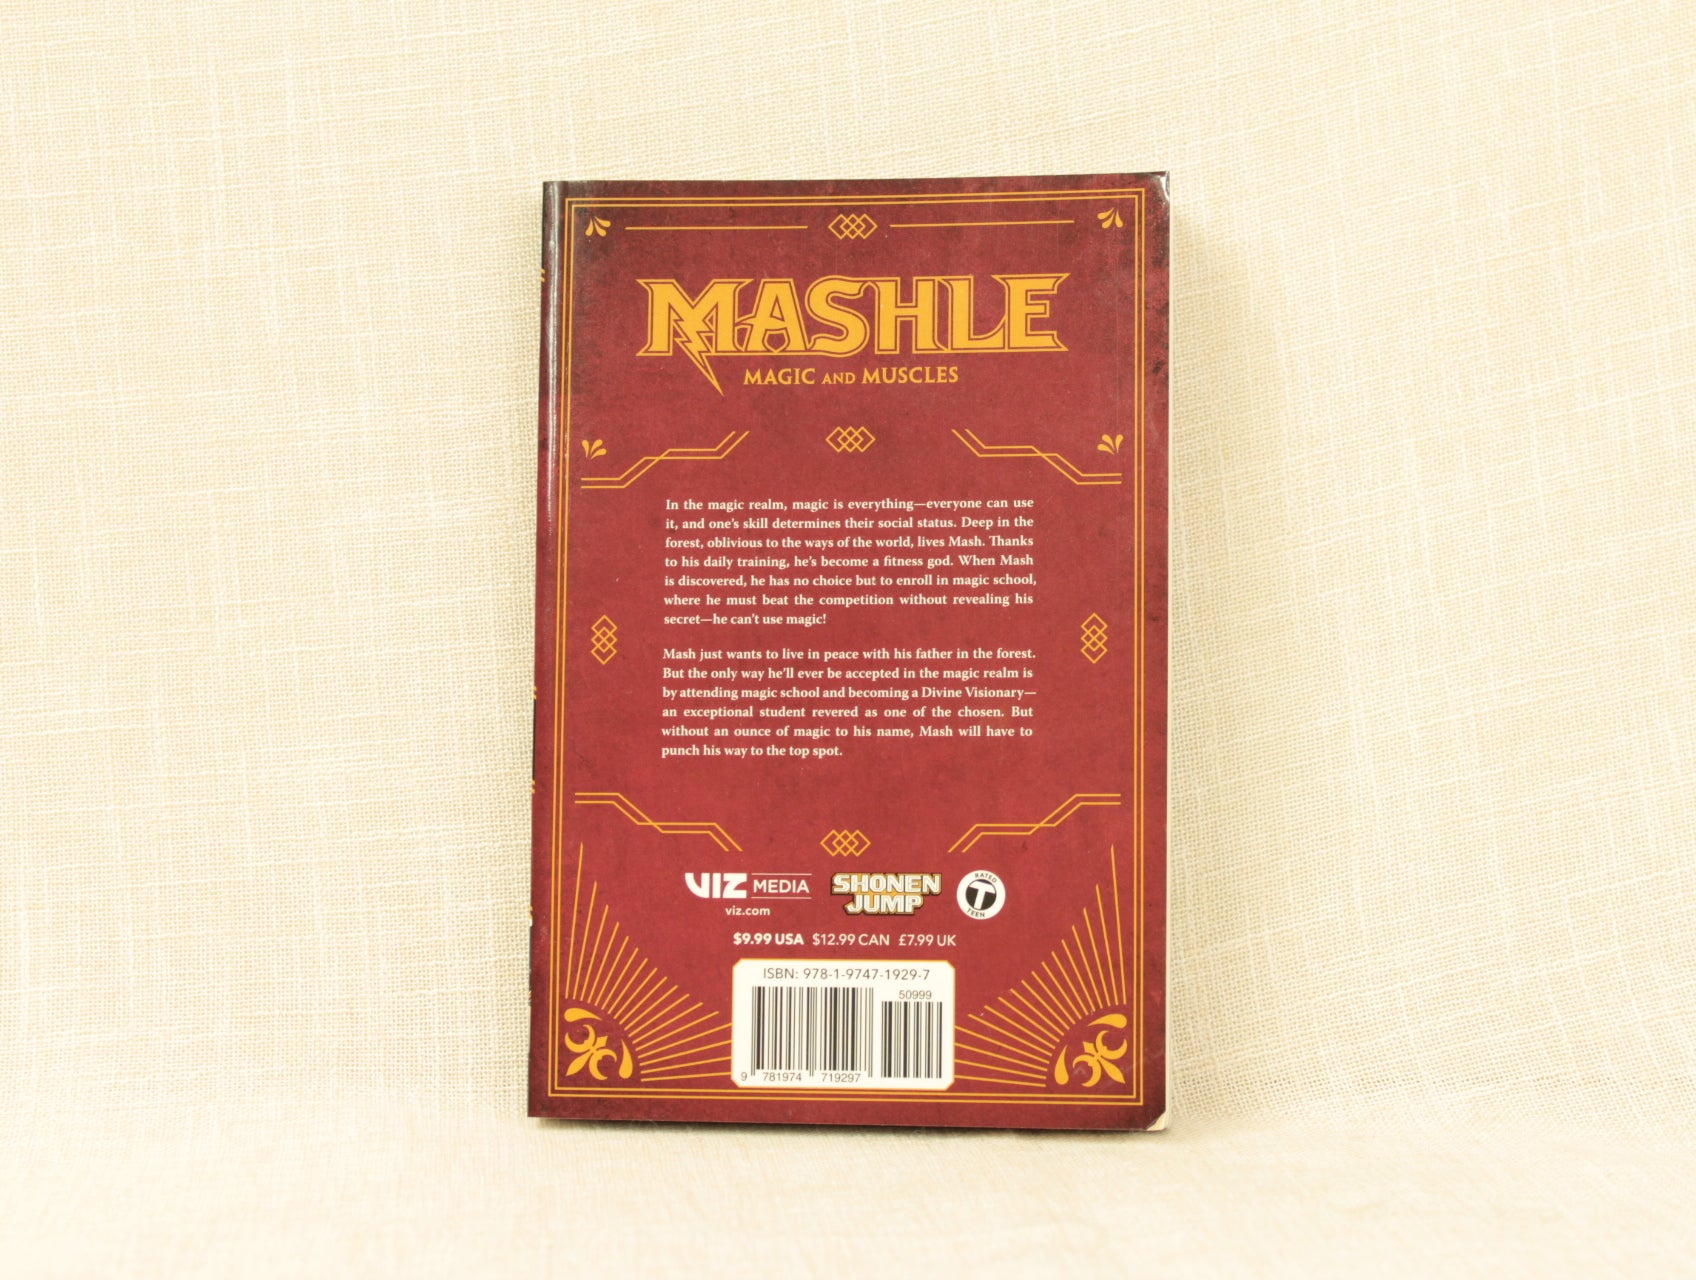 MASHLE
MAGIC AND MUSCLES
In the magic realm, magic is everything—everyone can use
it, and one's skill determines their social status. Deep in the
forest, oblivious to the ways of the world, lives Mash. Thanks
to his daily training, he's become a fitness god. When Mash
is discovered, he has no choice but to enroll in magic school,
where he must beat the competition without revealing his
secret—he can't use magic!
Mash just wants to live in peace with his father in the forest.
But the only way he'll ever be accepted in the magic realm is
by attending magic school and becoming a Divine Visionary—
an exceptional student revered as one of the chosen. But
without an ounce of magic to his name, Mash will have to
punch his way to the top spot.
VIZ MEDIA
viz.com
SHONEN
JUMP
RATED
T
TEEN
$9.99 USA $12.99 CAN £7.99 UK
ISBN: 978-1-9747-1929-7
50999
9 781974 719297